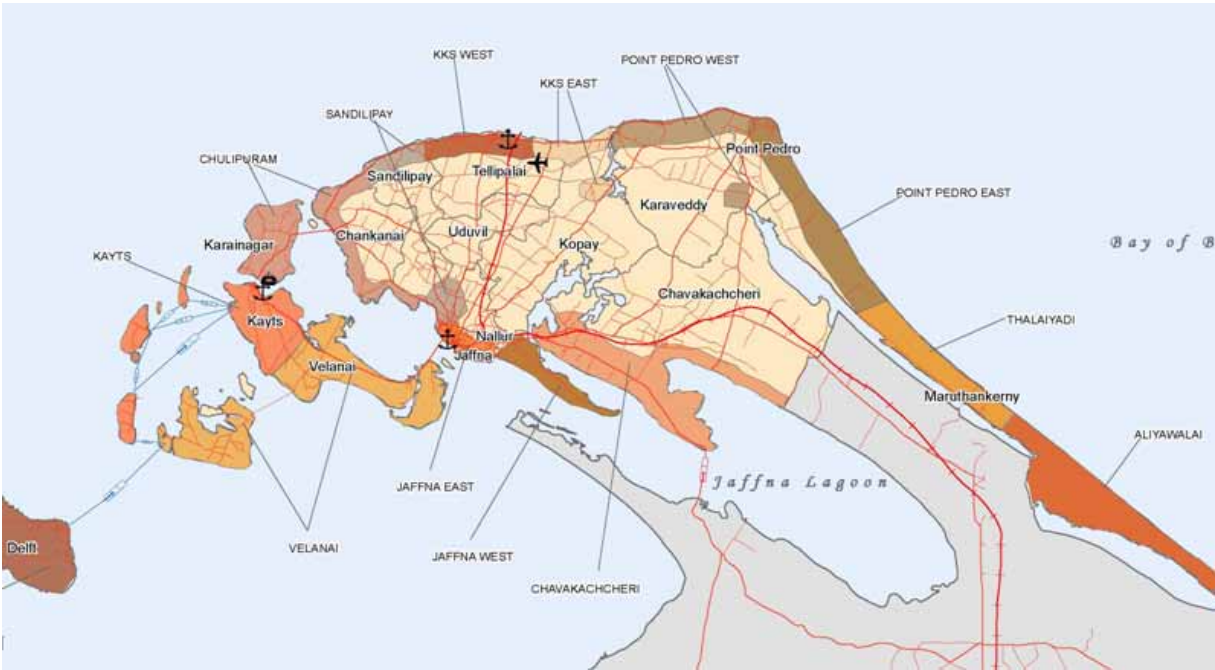 KKS WEST
POINT PEDRO WEST
KKS EAST
SANDILIPAY
Point Pedro
CHULIPURAM
Tellipalai
Sandilipay
POINT PEDRO EAST
Karaveddy
Chankanai
Uduvil
Karainagar
Kopay
Bay of B
KAYTS
Chavakachcheri
Kayts
THALAIYADI
Nallur
Jaffna
Velanai
Maruthankerny
ALIYAWALAI
JAFFNA EAST
Jaffna Lagoon
Delft
VELANAI
JAFFNA WEST
CHAVAKACHCHERI